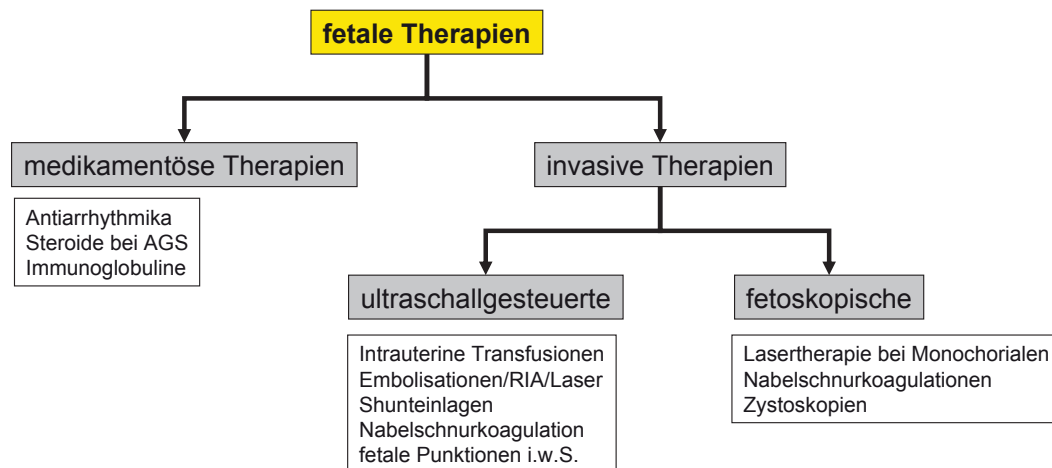 fetale Therapien
medikamentöse Therapien
Antiarrhythmika
Steroide bei AGS
Immunoglobuline
invasive Therapien
ultraschallgesteuerte
Intrauterine Transfusionen
Embolisationen/RIA/Laser
Shunteinlagen
Nabelschnurkoagulation
fetale Punktionen i.w.S.
fetoskopische
Lasertherapie bei Monochorialen
Nabelschnurkoagulationen
Zystoskopien